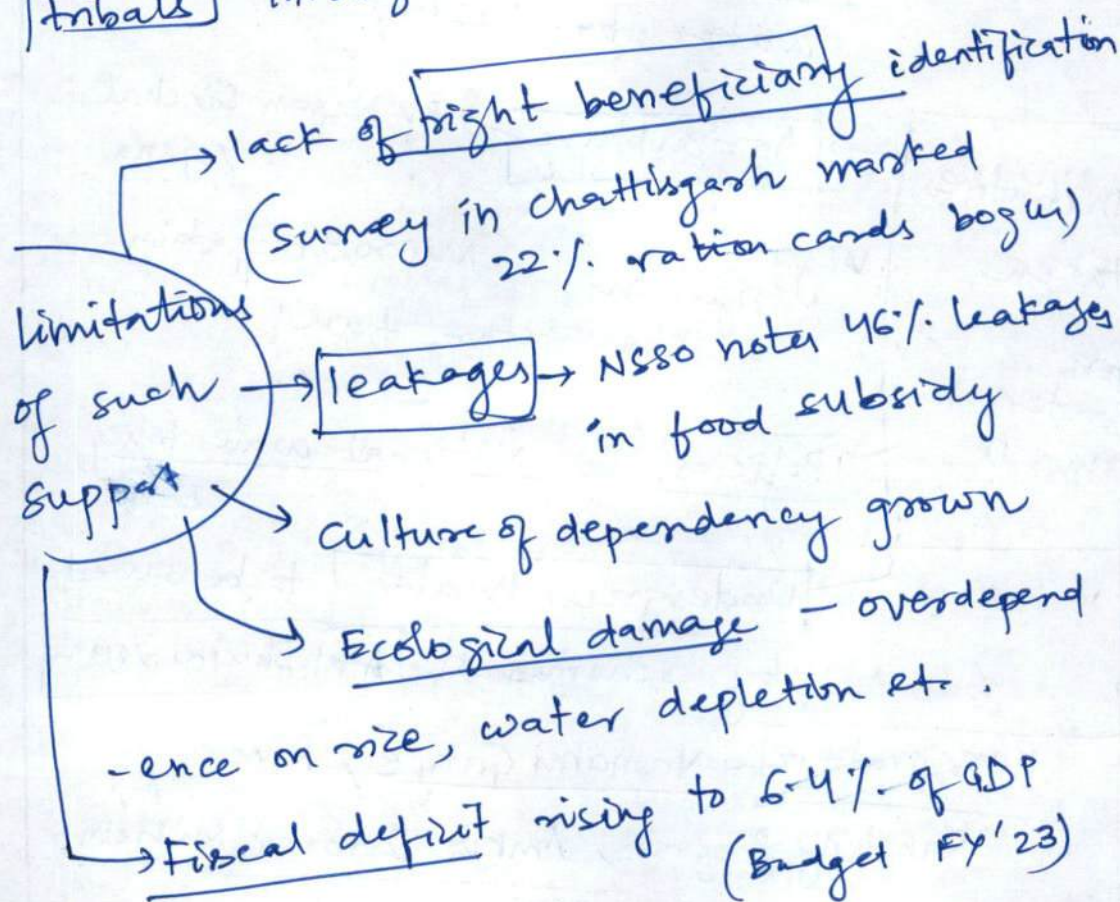 tribals
lack of right beneficiary identification
(survey in Chattisgarh marked
22% ration cards bogus)
limitations
of such
support
leakages → NSSO notes 46% leakages
in food subsidy
Culture of dependency grown
Ecological damage - overdepend
-ence on rice, water depletion etc.
Fiscal deficit rising to 6.4% of GDP
(Budget FY'23)